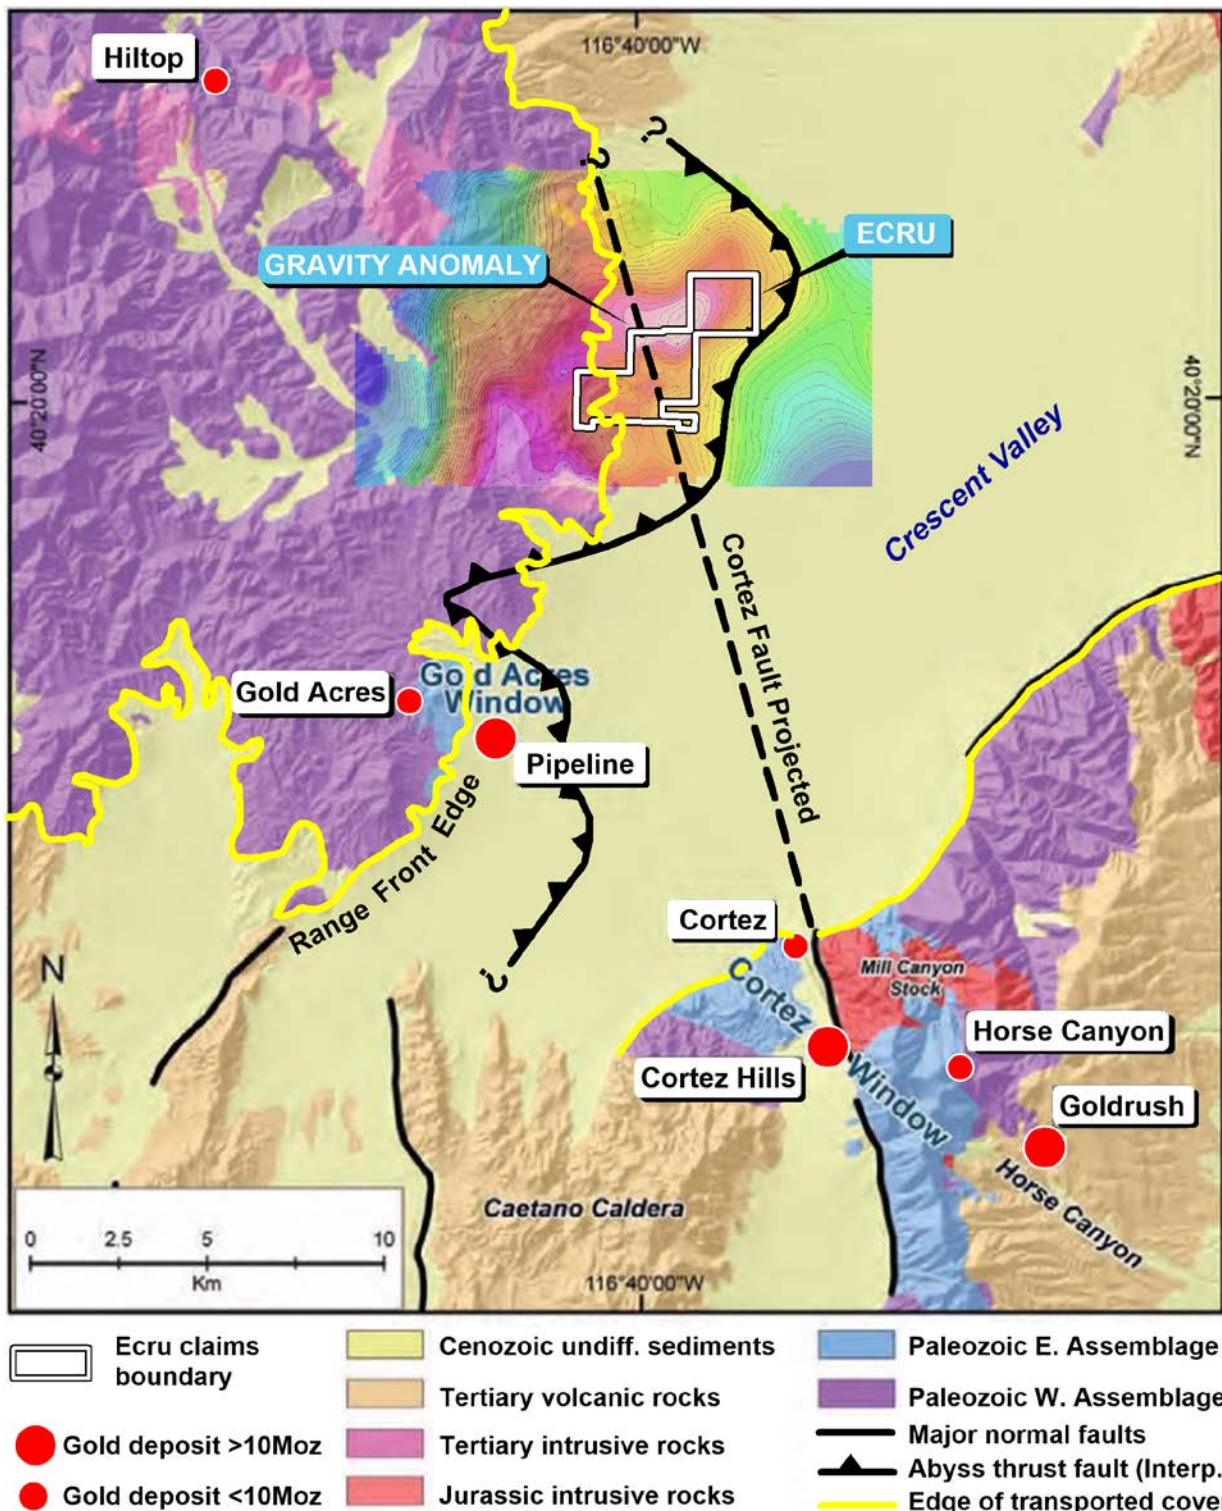 116°40'00"W
Hiltop
?
?
ECRU
GRAVITY ANOMALY
40°20'00"N
40°20'00"N
Crescent Valley
Cortez Fault Projected
Gold Acres
Window
Gold Acres
Pipeline
Range Front Edge
?
Cortez
Mill Canyon
Stock
Cortez Window
Horse Canyon
Cortez Hills
Goldrush
Horse Canyon
N
Caetano Caldera
0 2.5 5 10
Km
116°40'00"W
Ecru claims
boundary
Gold deposit >10Moz
Gold deposit <10Moz
Cenozoic undiff. sediments
Tertiary volcanic rocks
Tertiary intrusive rocks
Jurassic intrusive rocks
Paleozoic E. Assemblage
Paleozoic W. Assemblage
Major normal faults
Abyss thrust fault (Interp.
Edge of transported cover